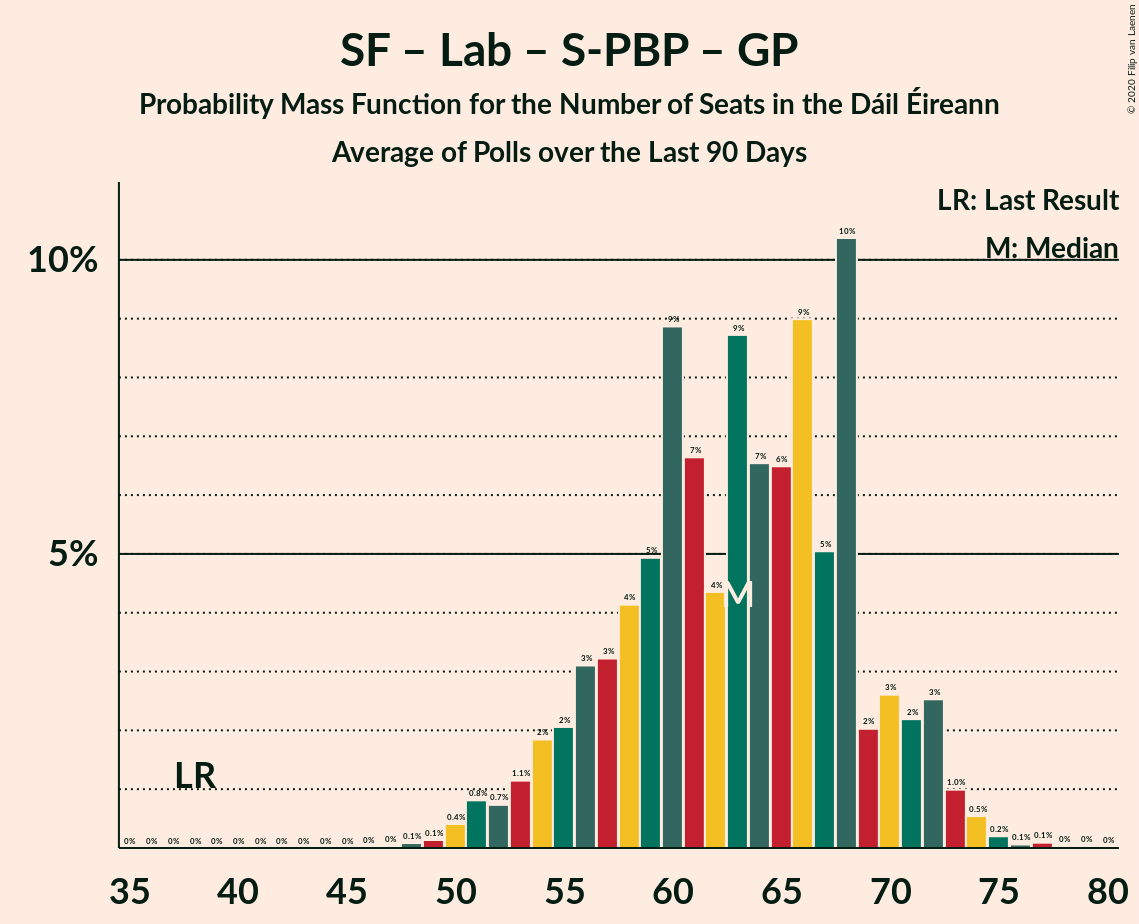 SF – Lab – S-PBP – GP
Probability Mass Function for the Number of Seats in the Dáil Éireann
Average of Polls over the Last 90 Days
© 2020 Filip van Laenen
LR: Last Result
M: Median
10%
5%
0% 0% 0% 0% 0% 0% 0% 0% 0% 0% 0% 0% 0% 0.1% 0.1% 0.4% 0.8% 0.7% 1.1% 2% 2% 3% 3% 4% 5% 9% 7% 4% 9% 7% 6% 9% 5% 10% 2% 3% 2% 3% 1.0% 0.5% 0.2% 0.1% 0.1% 0% 0% 0%
M
LR
35 40 45 50 55 60 65 70 75 80